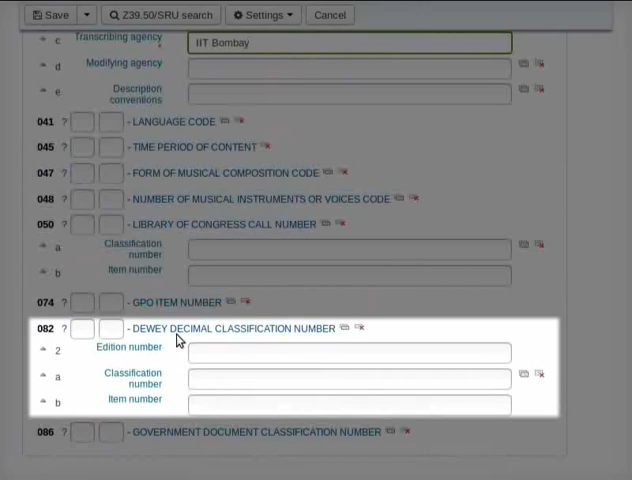 Save Z39.50/SRU search Settings Cancel
c Transcribing agency IIT Bombay
d Modifying agency
e Description conventions
041 ? - LANGUAGE CODE
045 ? - TIME PERIOD OF CONTENT
047 ? - FORM OF MUSICAL COMPOSITION CODE
048 ? - NUMBER OF MUSICAL INSTRUMENTS OR VOICES CODE
050 ? - LIBRARY OF CONGRESS CALL NUMBER
a Classification number
b Item number
074 ? - GPO ITEM NUMBER
082 ? - DEWEY DECIMAL CLASSIFICATION NUMBER
2 Edition number
a Classification number
b Item number
086 ? - GOVERNMENT DOCUMENT CLASSIFICATION NUMBER